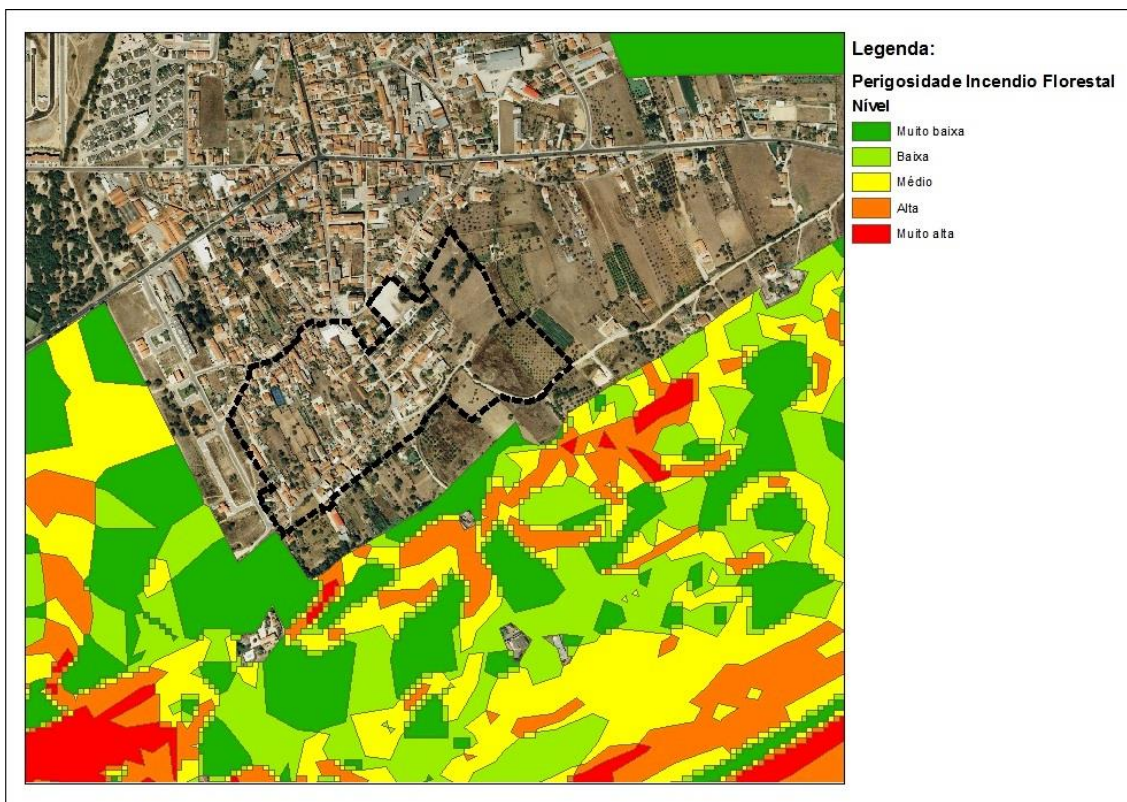 Legenda:
Perigosidade Incendio Florestal
Nível
Muito baixa
Baixa
Médio
Alta
Muito alta